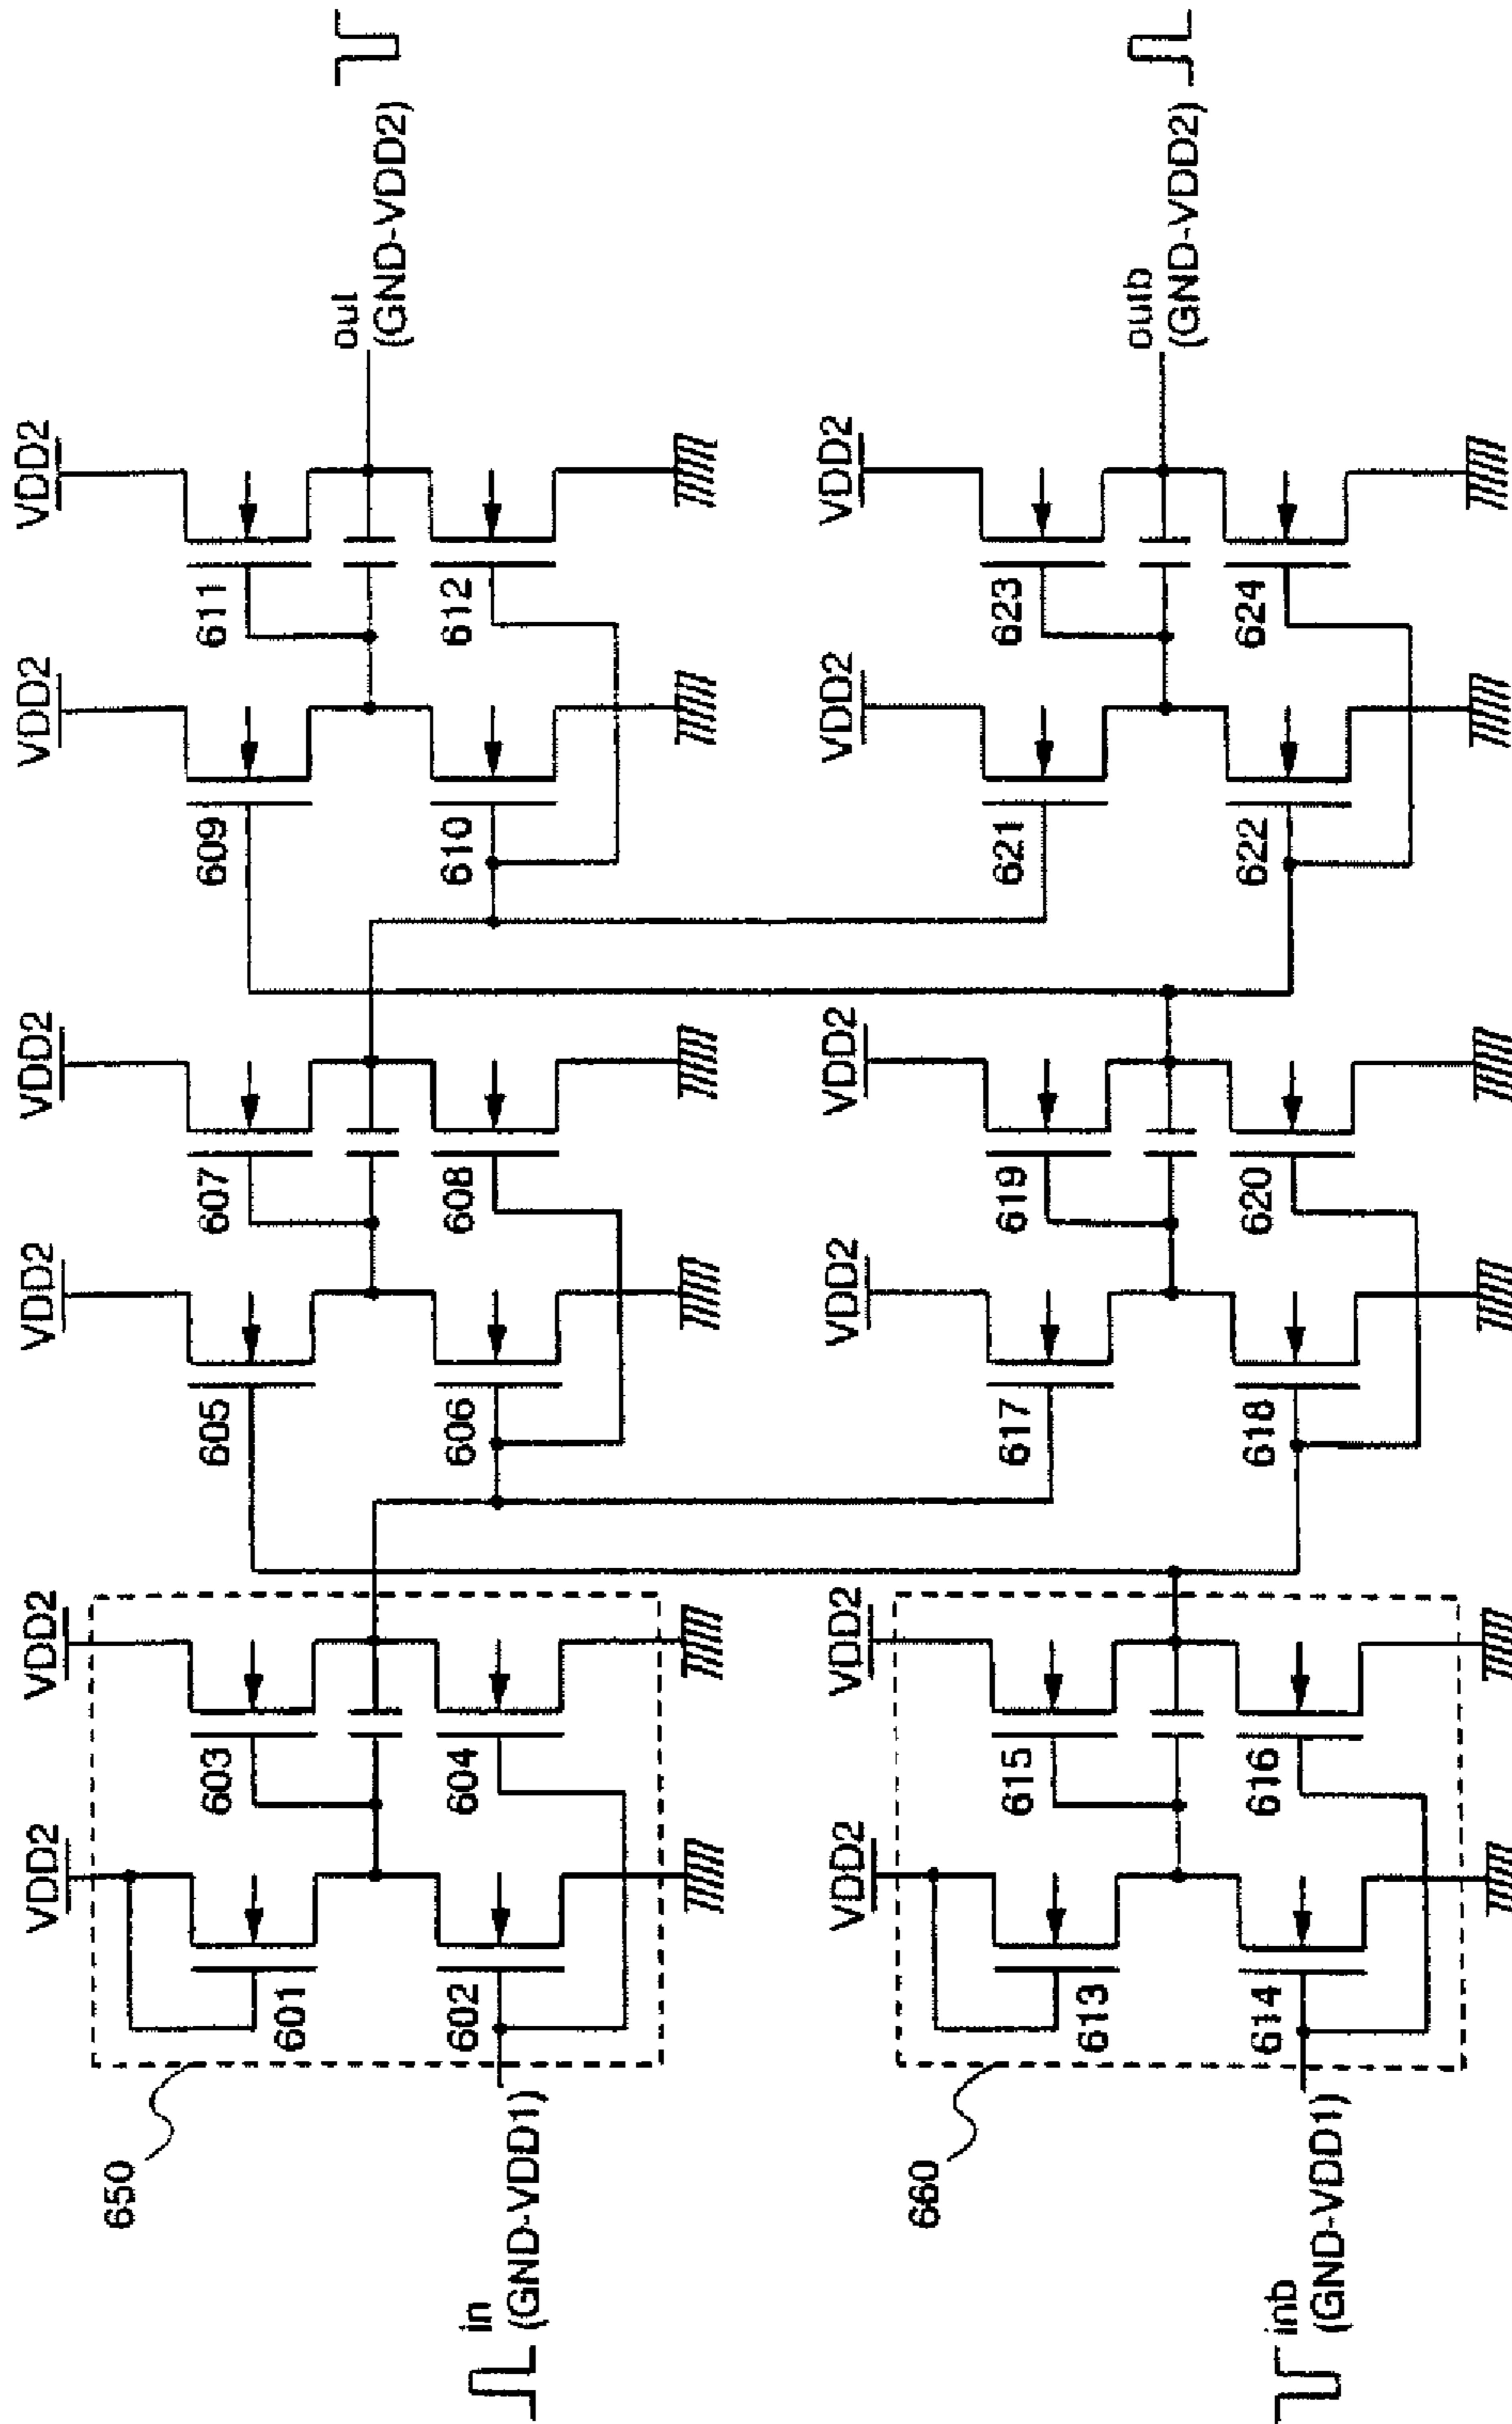 VDD2
VDD2
VDD2
VDD2
VDD2
VDD2
650
601
603
605
607
609
611
602
604
606
608
610
612
in
(GND-VDD1)
out
(GND-VDD2)
VDD2
VDD2
VDD2
VDD2
VDD2
VDD2
660
613
615
617
619
621
623
614
616
618
620
622
624
inb
(GND-VDD1)
outb
(GND-VDD2)